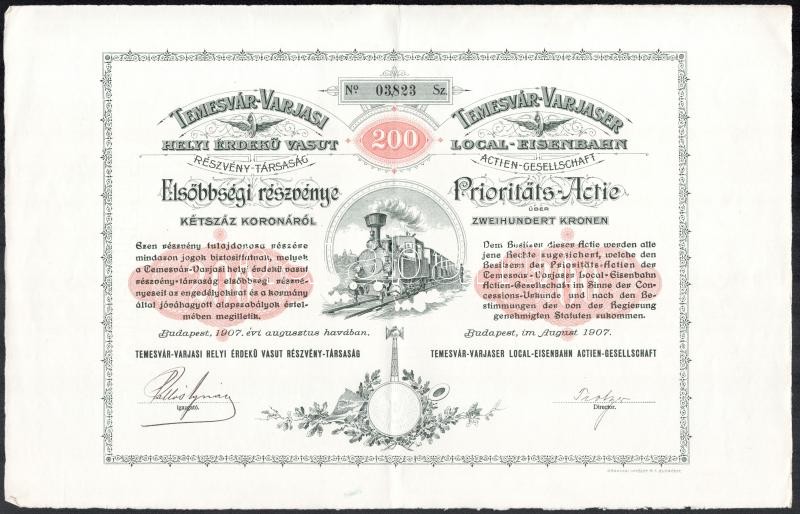 Nº 03823 Sz.
200
TEMESVÁR-VARJASI
HELYI ÉRDEKŰ VASUT
RÉSZVÉNY-TÁRSASÁG
Elsőbbségi részvénye
KÉTSZÁZ KORONÁRÓL
Ezen részvény tulajdonosa részére
mindazon jogok biztosíttatnak, melyek
a Temesvár-Varjasi helyi érdekű vasut
részvény-társaság elsőbbségi részvé-
nyeseit az engedélyokirat és a kormány
által jóváhagyott alapszabályok értel-
mében megilletik.
Budapest, 1907. évi augusztus havában.
TEMESVÁR-VARJASI HELYI ÉRDEKŰ VASUT RÉSZVÉNY-TÁRSASÁG
igazgató.
TEMESVÁR-VARJASER
LOCAL-EISENBAHN
ACTIEN-GESELLSCHAFT
Prioritäts-Actie
ÜBER
ZWEIHUNDERT KRONEN
Dem Besitzer dieser Actie werden alle
jene Rechte zugesichert, welche den
Besitzern der Prioritäts-Actien der
Temesvár-Varjaser Local-Eisenbahn
Actien-Gesellschaft im Sinne der Con-
cessions-Urkunde und nach den
Bestimmungen der von der Regierung
genehmigten Statuten zukommen.
Budapest, im August 1907.
TEMESVÁR-VARJASER LOCAL-EISENBAHN ACTIEN-GESELLSCHAFT
Director.